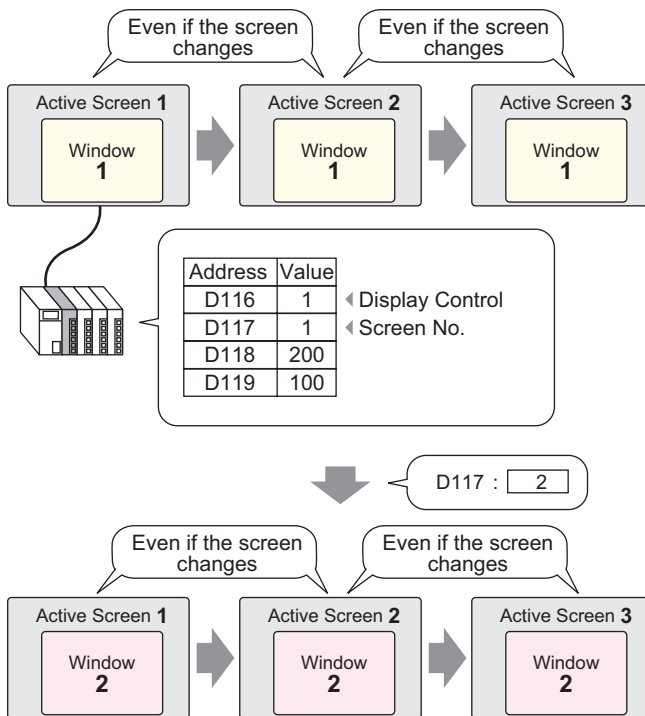 Even if the screen
changes
Even if the screen
changes
Active Screen 1
Active Screen 2
Active Screen 3
Window
1
Window
1
Window
1
Address Value
D116 1 Display Control
D117 1 Screen No.
D118 200
D119 100
D117 : 2
Even if the screen
changes
Even if the screen
changes
Active Screen 1
Active Screen 2
Active Screen 3
Window
2
Window
2
Window
2